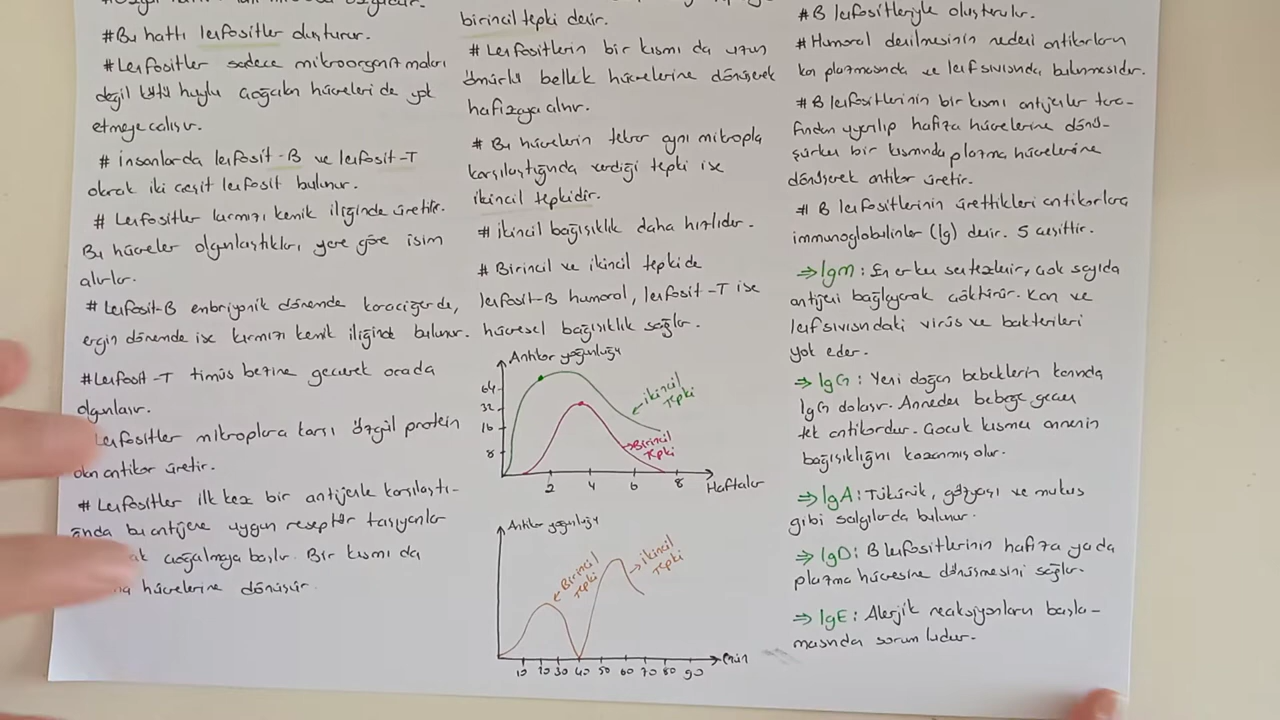 #Bu hattı lenfositler oluşturur.
#Lenfositler sadece mikroorganizmaları
değil kötü huylu çoğalan hücreleri de yok
etmeye çalışır.
# İnsanlarda lenfosit-B ve lenfosit-T
olarak iki çeşit lenfosit bulunur.
# Lenfositler kırmızı kemik iliğinde üretilir.
Bu hücreler olgunlaştıkları yere göre isim
alırlar.
# Lenfosit-B embriyonik dönemde karaciğerde,
ergin dönemde ise kırmızı kemik iliğinde bulunur.
#Lenfosit-T timüs bezine geçerek orada
olgunlaşır.
Lenfositler mikroplara karşı özgül protein
olan antikor üretir.
# Lenfositler ilk kez bir antijenle karşılaştı-
ğında bu antijene uygun reseptör taşıyanlar
çoğalmaya başlar. Bir kısmı da
hücrelerine dönüşür.
birincil tepki denir.
# Lenfositlerin bir kısmı da uzun
ömürlü bellek hücrelerine dönüşerek
hafızaya alınır.
# Bu hücrelerin tekrar aynı mikropla
karşılaştığında verdiği tepki ise
ikincil tepkidir.
# İkincil bağışıklık daha hızlıdır.
# Birincil ve ikincil tepkide
lenfosit-B humoral, lenfosit-T ise
hücresel bağışıklık sağlar.
Antikor yoğunluğu
64
32
16
8
ikincil
tepki
Birincil
tepki
2 4 6 8 Haftalar
Antikor yoğunluğu
Birincil
tepki
ikincil
tepki
10 20 30 40 50 60 70 80 90 Gün
# B lenfositleriyle oluşturulur.
# Humoral denilmesinin nedeni antikorların
kan plazmasında ve lenf sıvısında bulunmasıdır.
# B lenfositlerinin bir kısmı antijenler tara-
fından uyarılıp hafıza hücrelerine dönü-
şürken bir kısmında plazma hücrelerine
dönüşerek antikor üretir.
# B lenfositlerinin ürettikleri antikorlara
immunoglobulinler (Ig) denir. 5 çeşittir.
⇒ IgM: En erken sentezlenir, çok sayıda
antijeni bağlayarak çöktürür. Kan ve
lenf sıvısındaki virüs ve bakterileri
yok eder.
⇒ IgG: Yeni doğan bebeklerin kanında
IgG dolaşır. Anneden bebeğe geçen
tek antikordur. Çocuk kısmen annenin
bağışıklığını kazanmış olur.
⇒ IgA: Tükürük, gözyaşı ve mukus
gibi salgılarda bulunur.
⇒ IgD: B lenfositlerinin hafıza ya da
plazma hücresine dönüşmesini sağlar.
⇒ IgE: Alerjik reaksiyonların başla-
masında sorumludur.